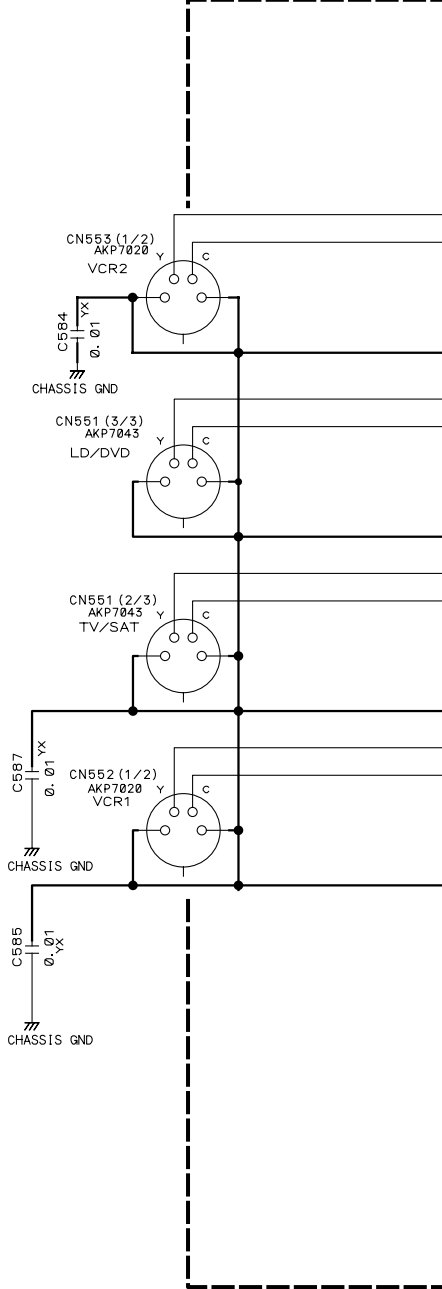 CN553 (1/2)
AKP7020
VCR2
Y
C
C584
YX
0.01
CHASSIS GND
CN551 (3/3)
AKP7043
LD/DVD
Y
C
CN551 (2/3)
AKP7043
TV/SAT
Y
C
C587
YX
0.01
CHASSIS GND
CN552 (1/2)
AKP7020
VCR1
Y
C
C585
0.01
YX
CHASSIS GND